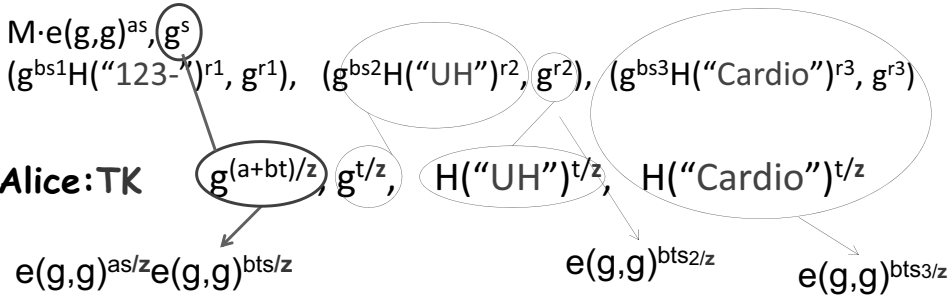 M·e(g,g)^as, g^s
(g^bs1H("123-")^r1, g^r1), (g^bs2H("UH")^r2, g^r2), (g^bs3H("Cardio")^r3, g^r3)
Alice:TK g^(a+bt)/z, g^t/z, H("UH")^t/z, H("Cardio")^t/z
e(g,g)^as/z e(g,g)^bts/z e(g,g)^bts2/z e(g,g)^bts3/z